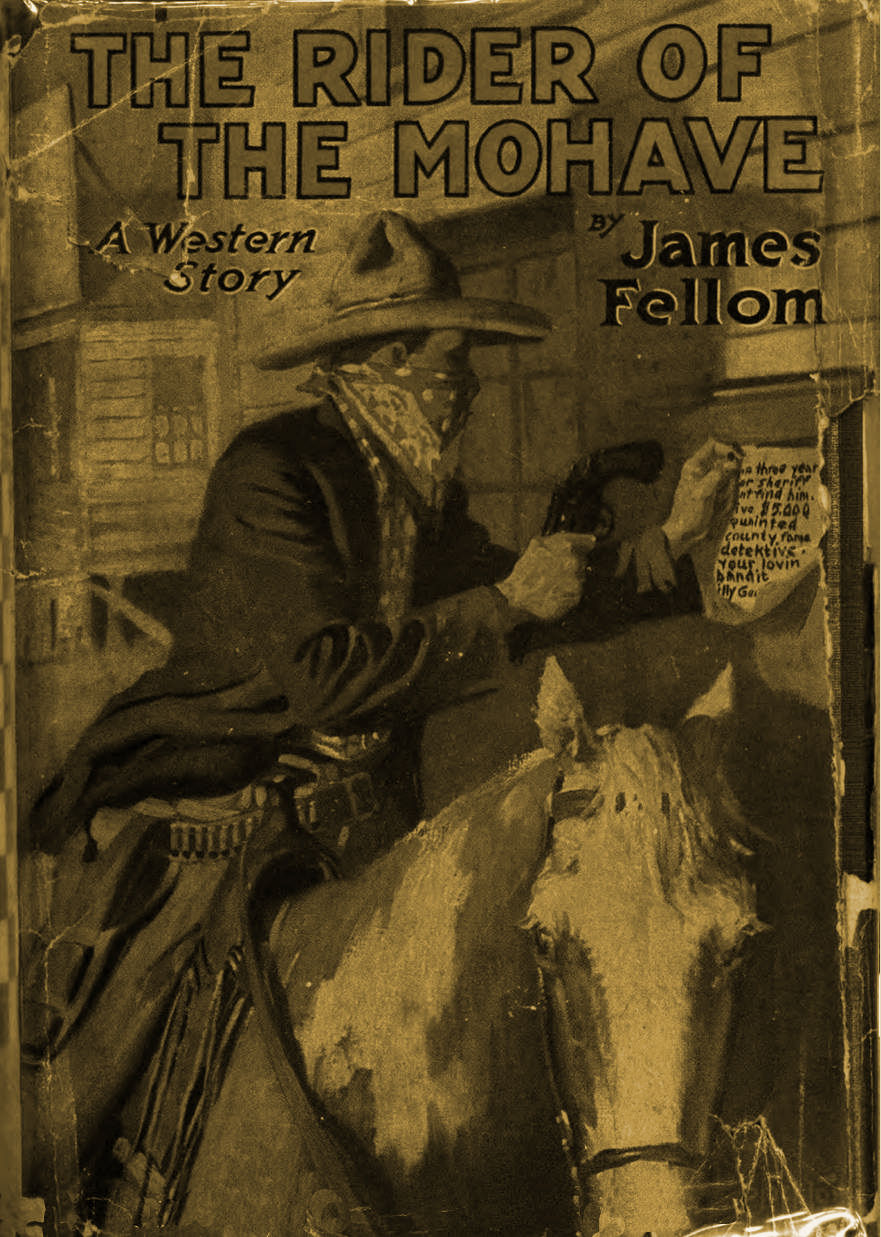 THE RIDER OF
THE MOHAVE
A Western
Story
BY
James
Fellom
three year
sheriff
find him.
$5,000
county
detektive.
your lovin
bandit